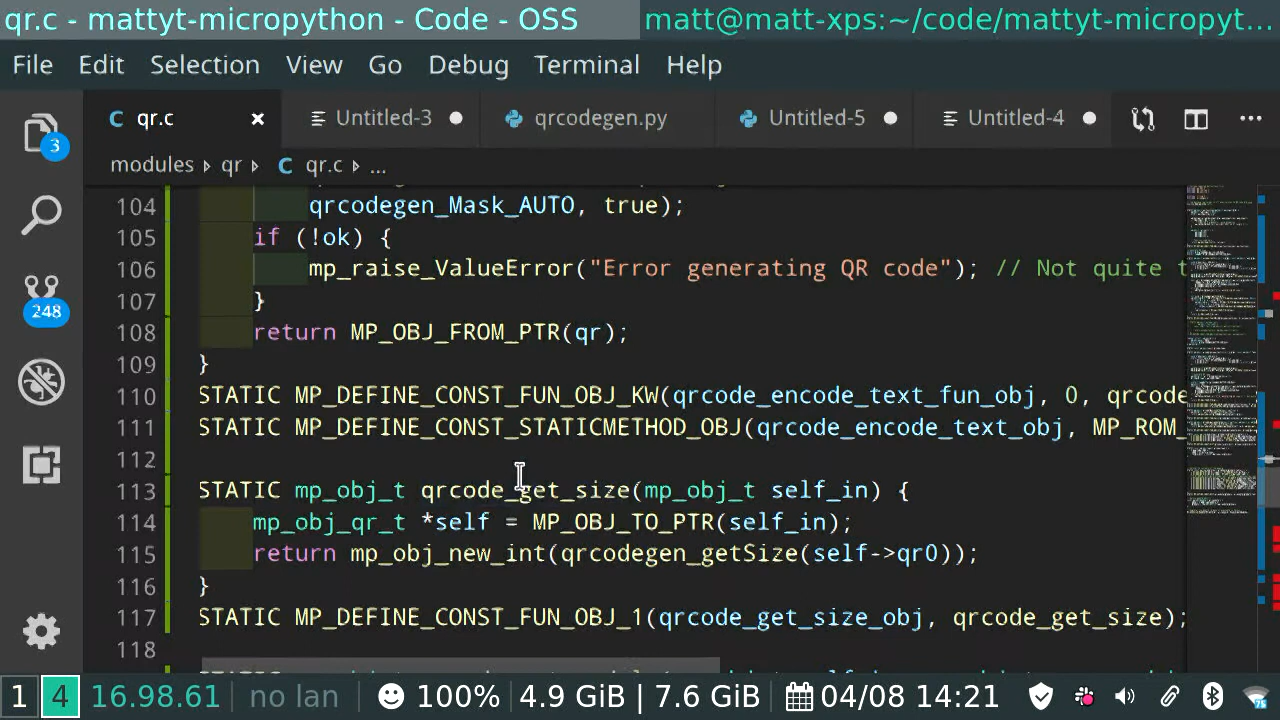 qr.c - mattyt-micropython - Code - OSS
matt@matt-xps:~/code/mattyt-micropyt...
File Edit Selection View Go Debug Terminal Help
qr.c × Untitled-3 qrcodegen.py Untitled-5 Untitled-4 ...
3
modules qr qr.c ...
104 qrcodegen_Mask_AUTO, true);
105 if (!ok) {
106 mp_raise_ValueError("Error generating QR code"); // Not quite t
107 }
108 return MP_OBJ_FROM_PTR(qr);
109 }
110 STATIC MP_DEFINE_CONST_FUN_OBJ_KW(qrcode_encode_text_fun_obj, 0, qrcode
111 STATIC MP_DEFINE_CONST_STATICMETHOD_OBJ(qrcode_encode_text_obj, MP_ROM_
112
113 STATIC mp_obj_t qrcode_get_size(mp_obj_t self_in) {
114 mp_obj_qr_t *self = MP_OBJ_TO_PTR(self_in);
115 return mp_obj_new_int(qrcodegen_getSize(self->qr0));
116 }
117 STATIC MP_DEFINE_CONST_FUN_OBJ_1(qrcode_get_size_obj, qrcode_get_size);
118
248
1 4 16.98.61 no lan 100% 4.9 GiB | 7.6 GiB 04/08 14:21 75